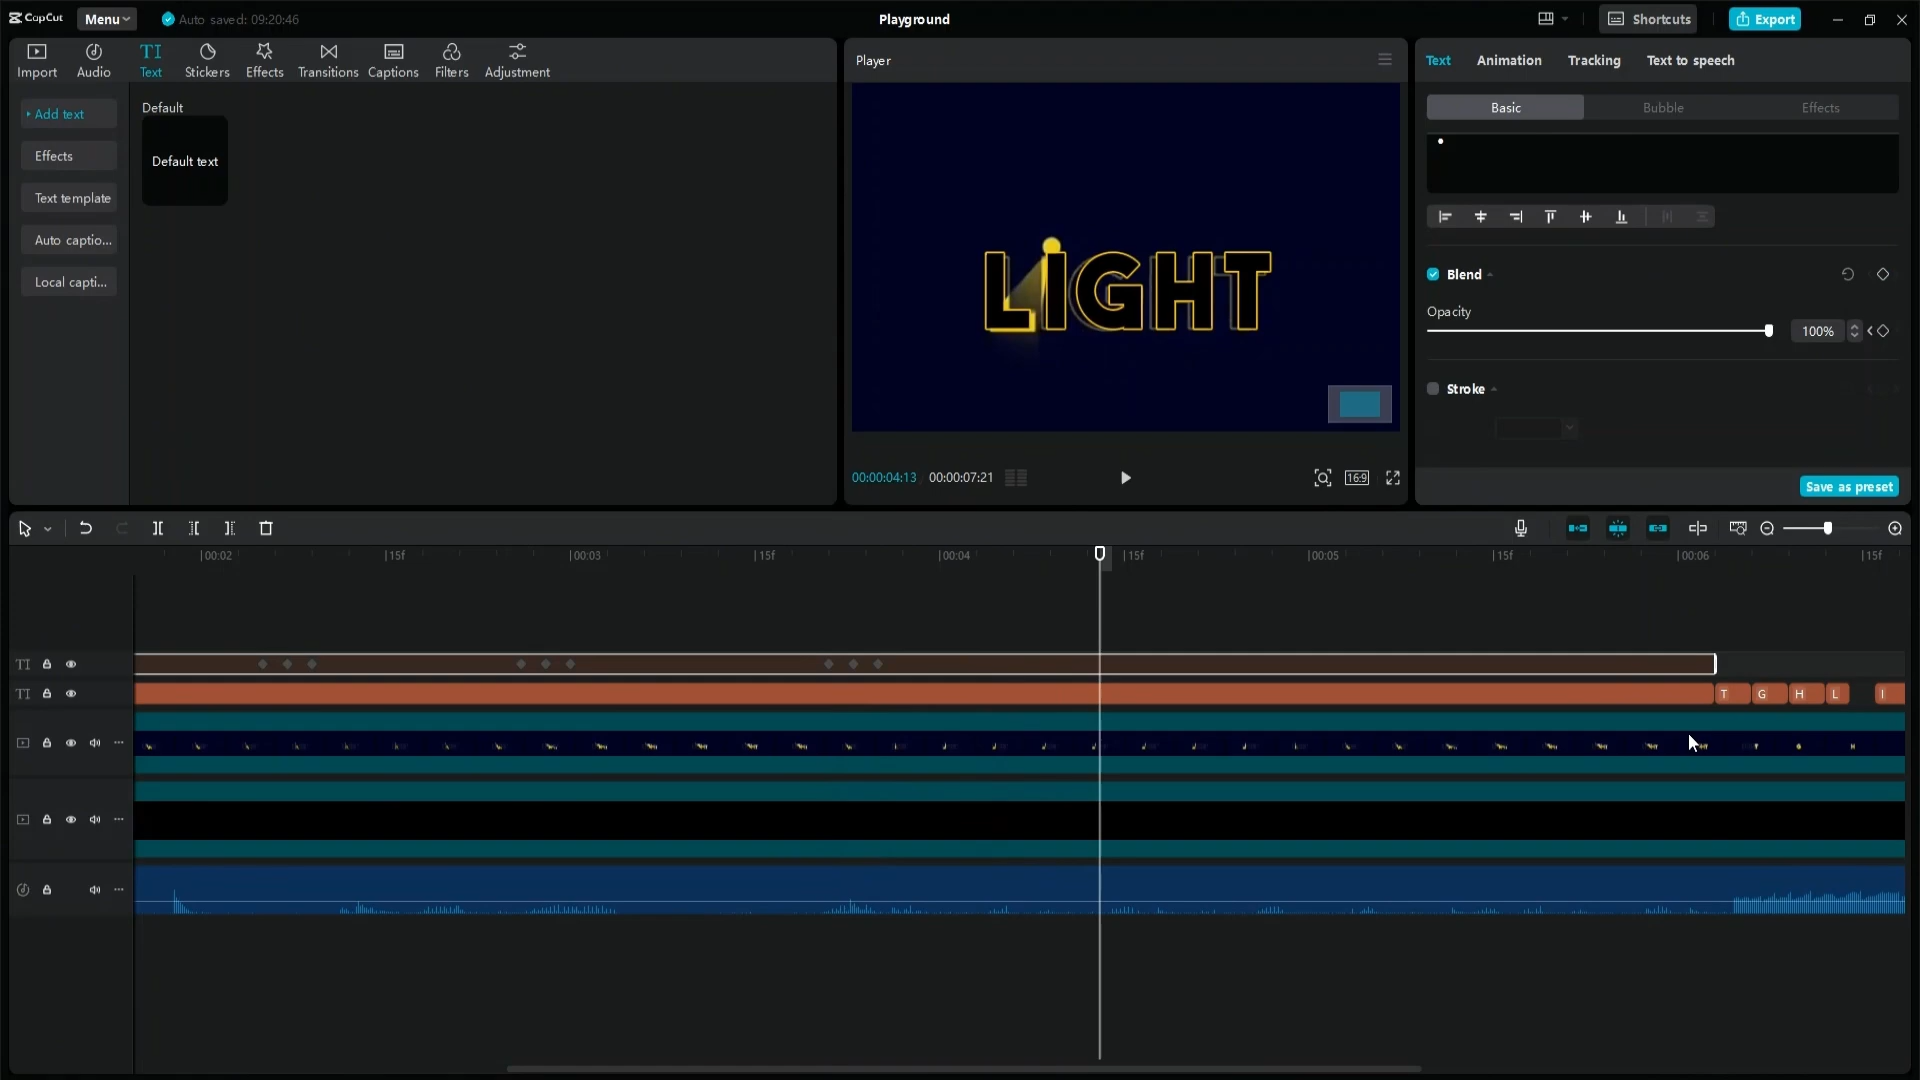 CapCut
Menu
Auto saved: 09:20:46
Playground
Shortcuts
Export
Import
Audio
TI
Text
Stickers
Effects
Transitions
Captions
Filters
Adjustment
Add text
Effects
Text template
Auto captio...
Local capti...
Default
Default text
Player
LIGHT
00:00:04:13
00:00:07:21
16:9
Text
Animation
Tracking
Text to speech
Basic
Bubble
Effects
Blend
Opacity
100%
Stroke
Save as preset
00:02
15f
00:03
15f
00:04
15f
00:05
15f
00:06
15f
TI
TI
T
G
H
L
I